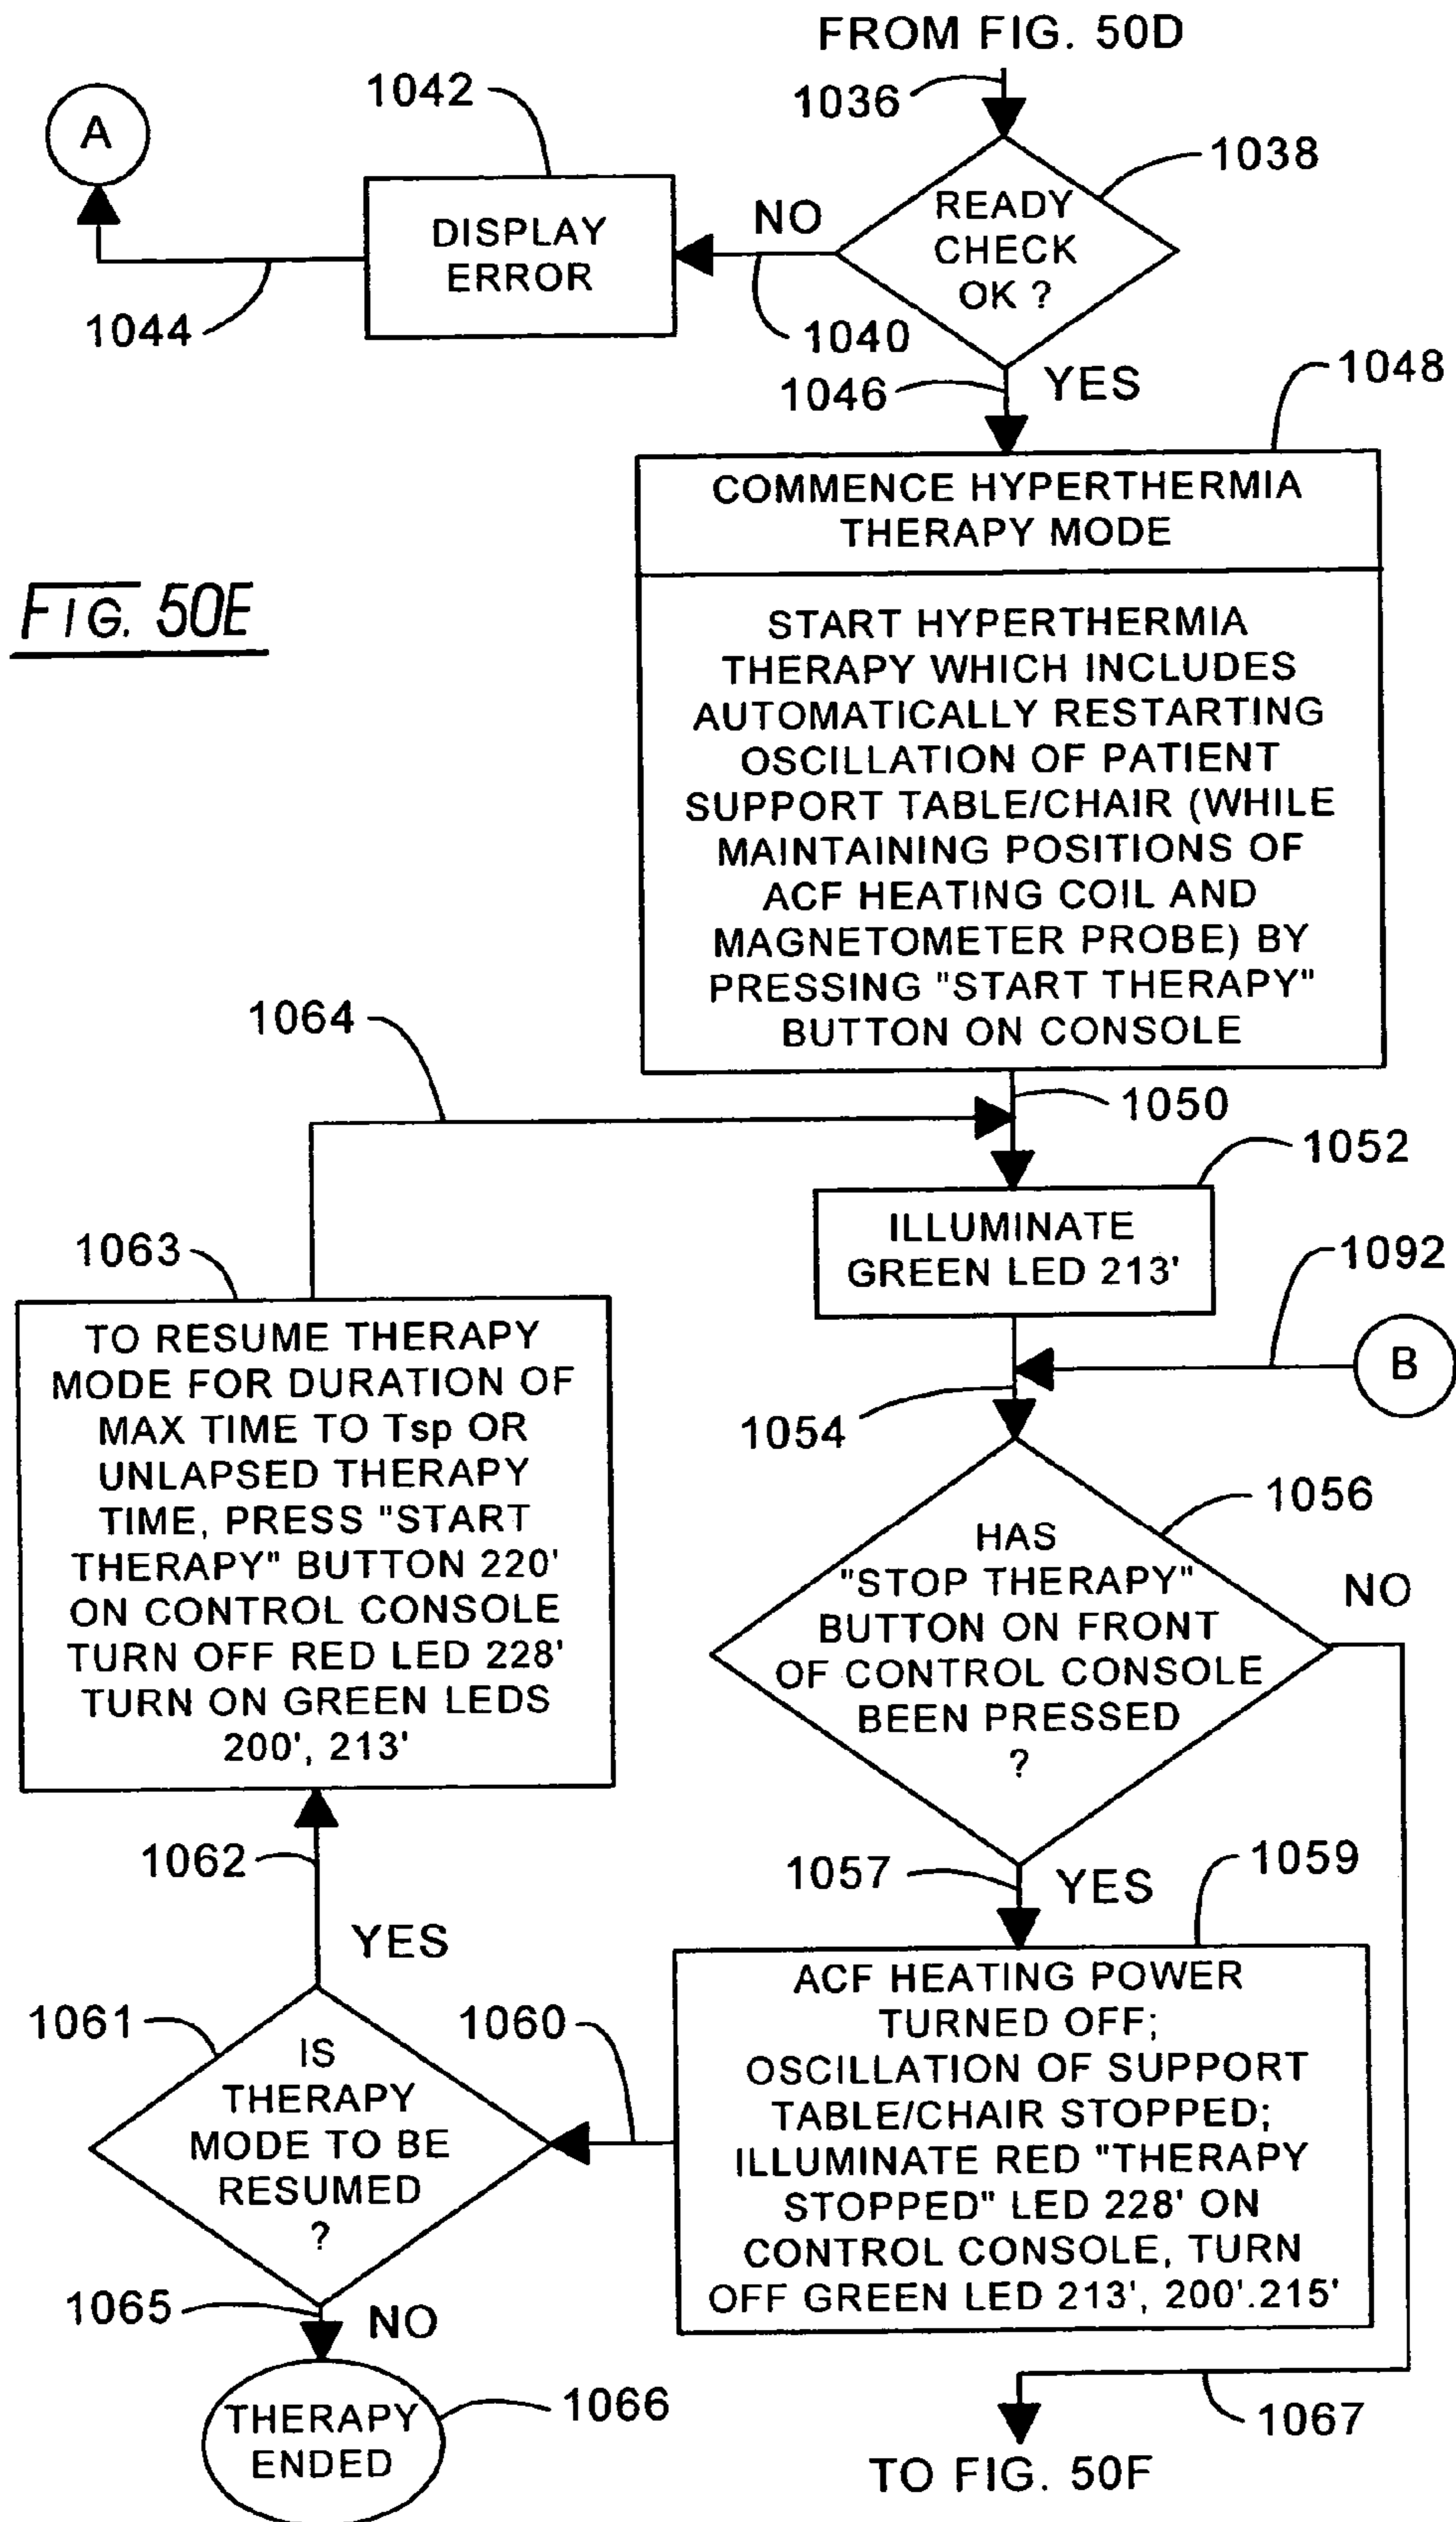 FROM FIG. 50D
1036
1042
A
1038
READY
CHECK
OK ?
NO
DISPLAY
ERROR
1044
1040
1046
YES
1048
COMMENCE HYPERTHERMIA
THERAPY MODE
FIG. 50E
START HYPERTHERMIA
THERAPY WHICH INCLUDES
AUTOMATICALLY RESTARTING
OSCILLATION OF PATIENT
SUPPORT TABLE/CHAIR (WHILE
MAINTAINING POSITIONS OF
ACF HEATING COIL AND
MAGNETOMETER PROBE) BY
PRESSING "START THERAPY"
BUTTON ON CONSOLE
1064
1050
1052
ILLUMINATE
GREEN LED 213'
1092
B
1054
1063
TO RESUME THERAPY
MODE FOR DURATION OF
MAX TIME TO Tsp OR
UNLAPSED THERAPY
TIME, PRESS "START
THERAPY" BUTTON 220'
ON CONTROL CONSOLE
TURN OFF RED LED 228'
TURN ON GREEN LEDS
200', 213'
1056
HAS
"STOP THERAPY"
BUTTON ON FRONT
OF CONTROL CONSOLE
BEEN PRESSED
?
NO
1062
1057
YES
1059
YES
1061
IS
THERAPY
MODE TO BE
RESUMED
?
1060
ACF HEATING POWER
TURNED OFF;
OSCILLATION OF SUPPORT
TABLE/CHAIR STOPPED;
ILLUMINATE RED "THERAPY
STOPPED" LED 228' ON
CONTROL CONSOLE, TURN
OFF GREEN LED 213', 200'.215'
1065
NO
THERAPY
ENDED
1066
1067
TO FIG. 50F